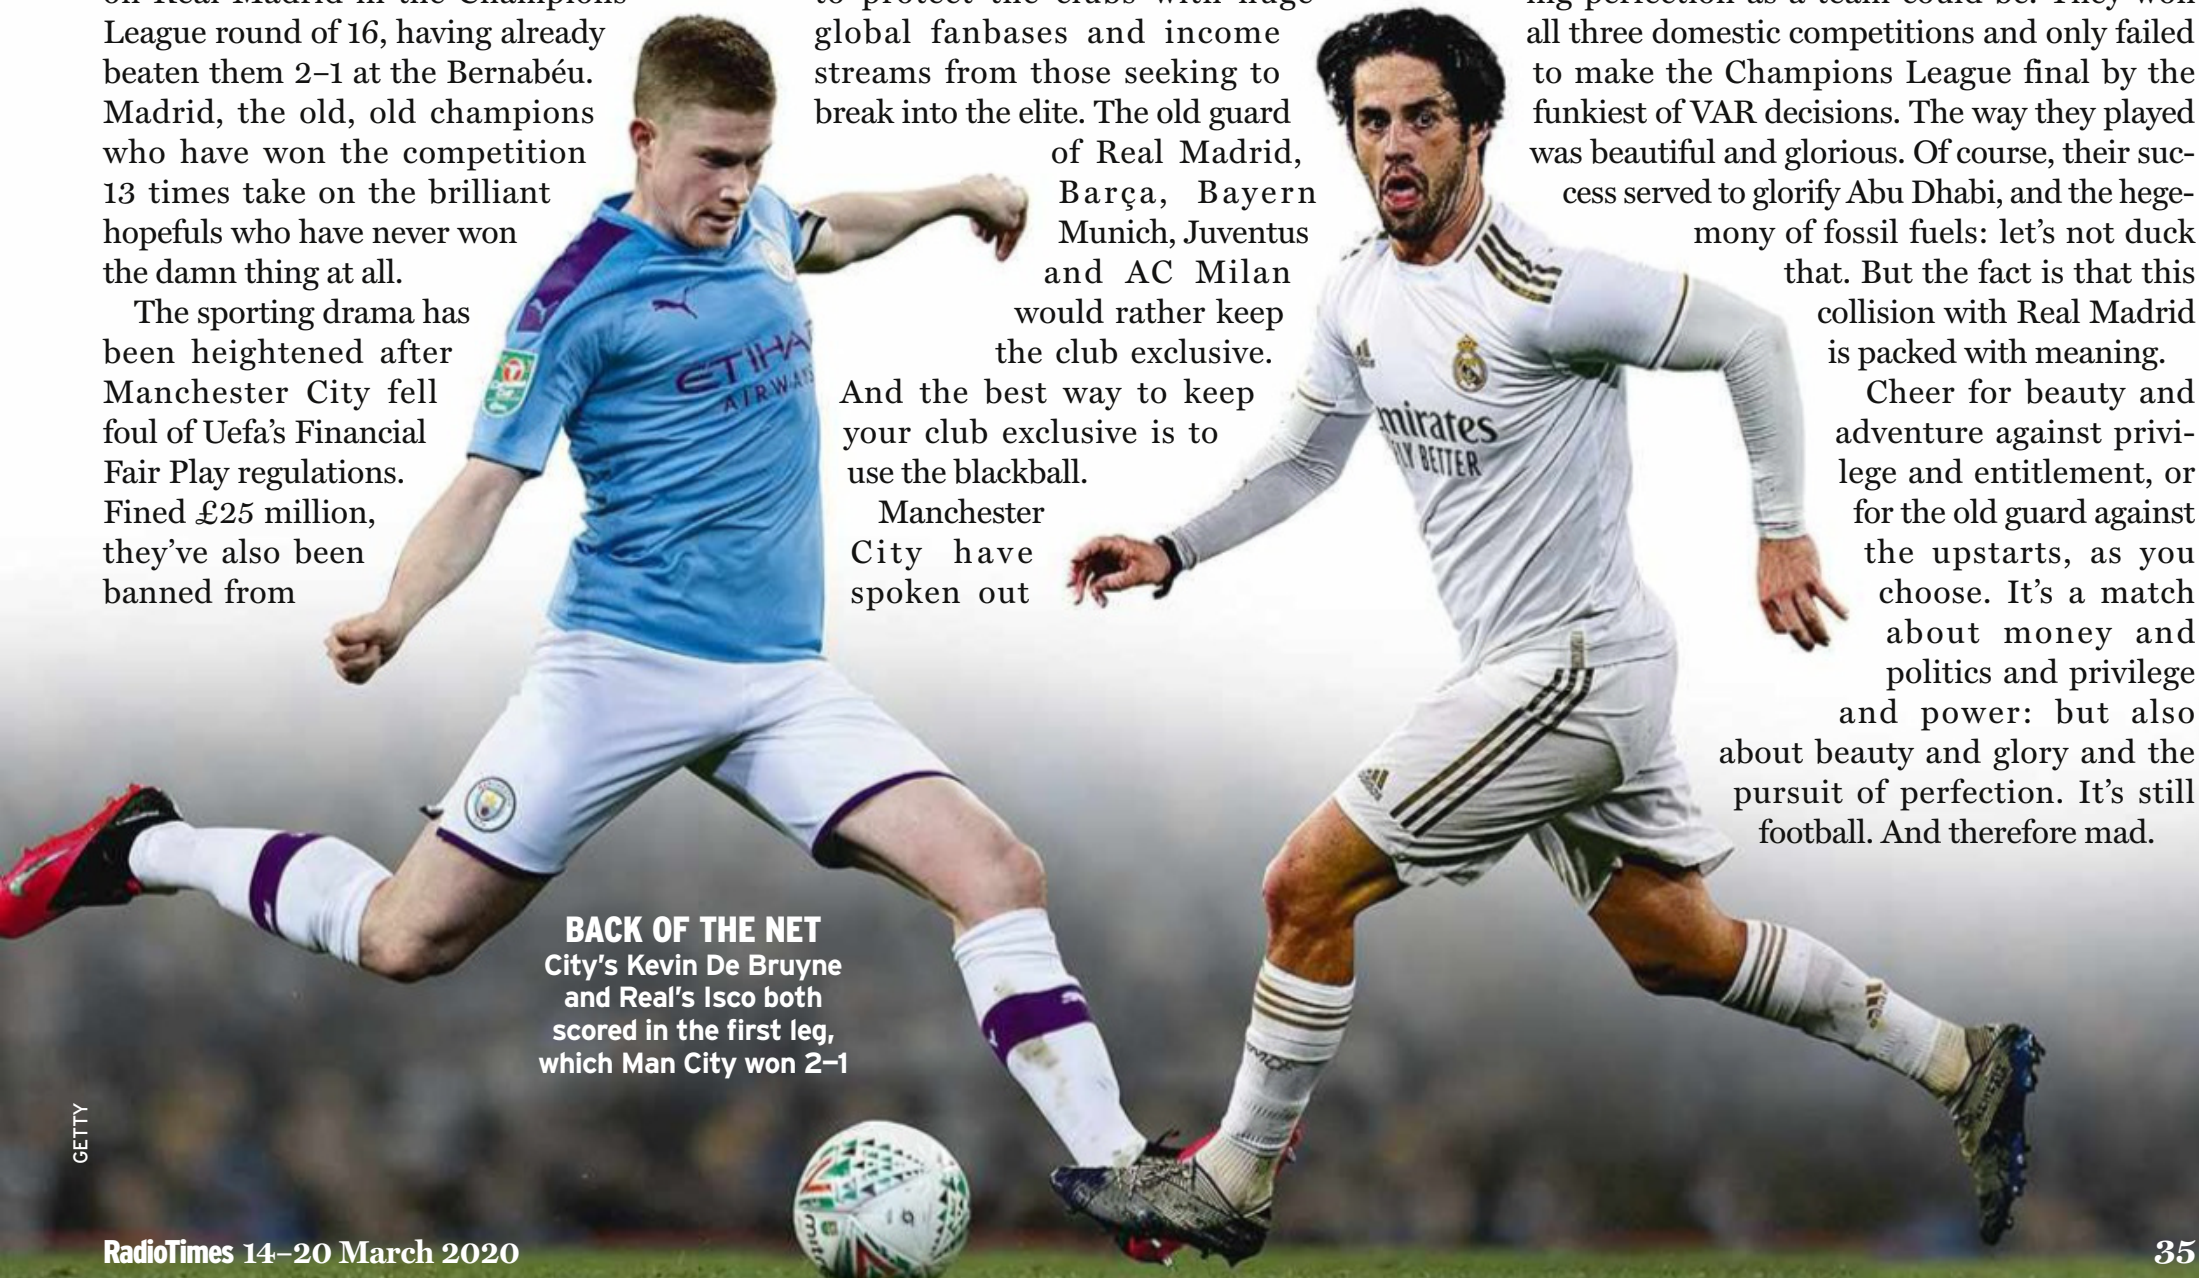 League round of 16, having already
beaten them 2–1 at the Bernabéu.
Madrid, the old, old champions
who have won the competition
13 times take on the brilliant
hopefuls who have never won
the damn thing at all.
The sporting drama has
been heightened after
Manchester City fell
foul of Uefa’s Financial
Fair Play regulations.
Fined £25 million,
they’ve also been
banned from
global fanbases and income
streams from those seeking to
break into the elite. The old guard
of Real Madrid,
Barça, Bayern
Munich, Juventus
and AC Milan
would rather keep
the club exclusive.
And the best way to keep
your club exclusive is to
use the blackball.
Manchester
City have
spoken out
all three domestic competitions and only failed
to make the Champions League final by the
funkiest of VAR decisions. The way they played
was beautiful and glorious. Of course, their suc-
cess served to glorify Abu Dhabi, and the hege-
mony of fossil fuels: let’s not duck
that. But the fact is that this
collision with Real Madrid
is packed with meaning.
Cheer for beauty and
adventure against privi-
lege and entitlement, or
for the old guard against
the upstarts, as you
choose. It’s a match
about money and
politics and privilege
and power: but also
about beauty and glory and the
pursuit of perfection. It’s still
football. And therefore mad.
ETIHA
AIRWAYS
mirates
FLY BETTER
BACK OF THE NET
City’s Kevin De Bruyne
and Real’s Isco both
scored in the first leg,
which Man City won 2–1
GETTY
mitre
RadioTimes 14–20 March 2020
35